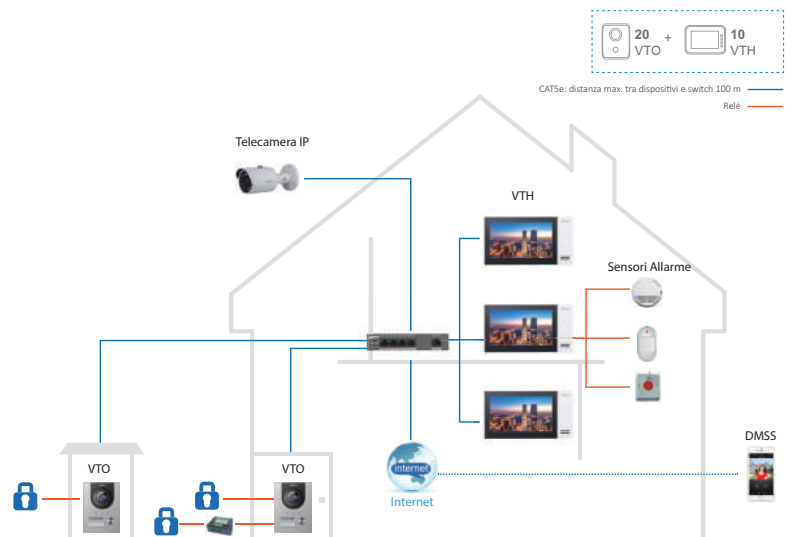 20
VTO
+
10
VTH
CAT5e: distanza max. tra dispositivi e switch 100 m
Relè
Telecamera IP
VTH
Sensori Allarme
DMSS
VTO
VTO
internet
Internet